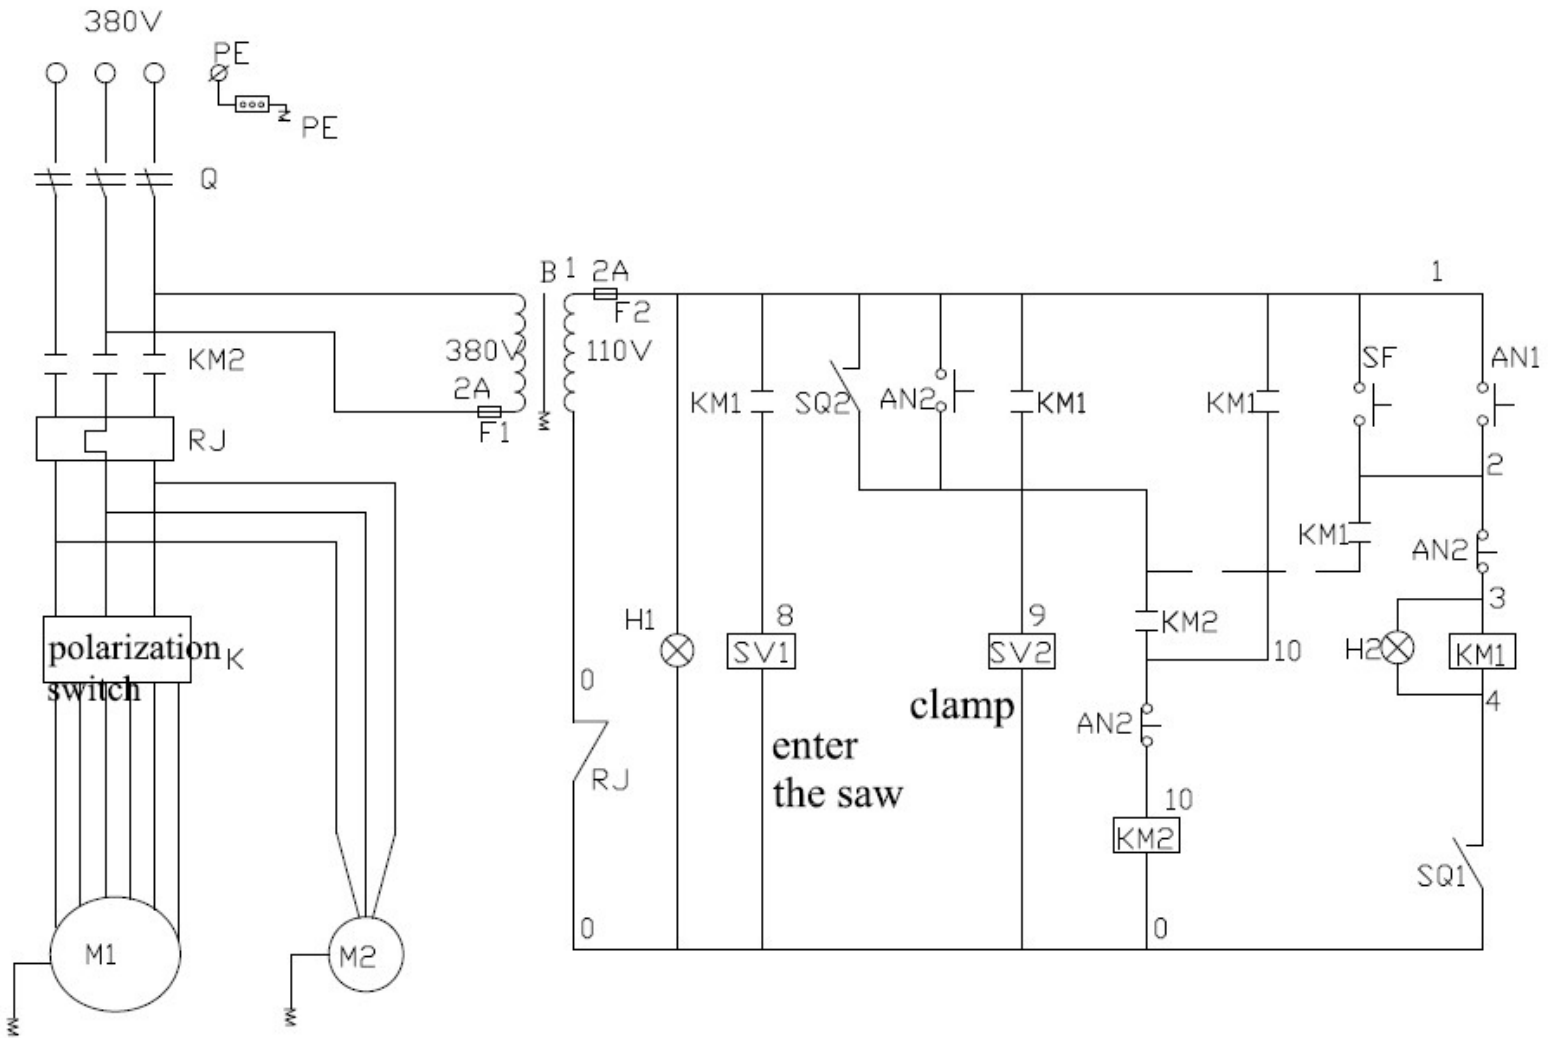 380V
PE
PE
Q
B
1
2A
1
F2
KM2
380V
110V
SF
AN1
2A
KM1
SQ2
AN2
KM1
KM1
F1
RJ
2
KM1
AN2
3
H1
8
9
KM2
polarization
switch
K
SV1
SV2
10
H2
KM1
0
clamp
4
AN2
enter
the saw
RJ
10
KM2
SQ1
0
0
M1
M2